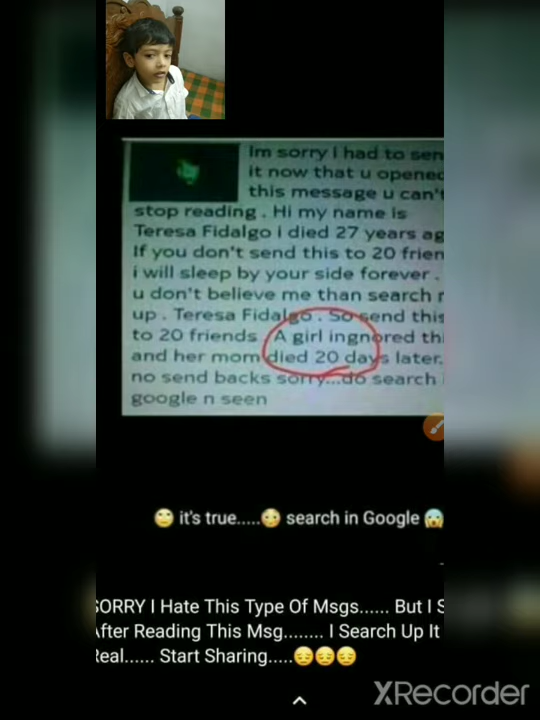 Im sorry I had to sen
it now that u opened
this message u can't
stop reading . Hi my name is
Teresa Fidalgo i died 27 years ag
If you don't send this to 20 frien
i will sleep by your side forever .
u don't believe me than search
up . Teresa Fidalgo . So send this
to 20 friends . A girl ingnored th
and her mom died 20 days later.
no send backs sorry...do search
google n seen
🙄 it's true.....😳 search in Google 😱
SORRY I Hate This Type Of Msgs...... But I S
After Reading This Msg........ I Search Up It
Real...... Start Sharing.....😔😔😔
XRecorder